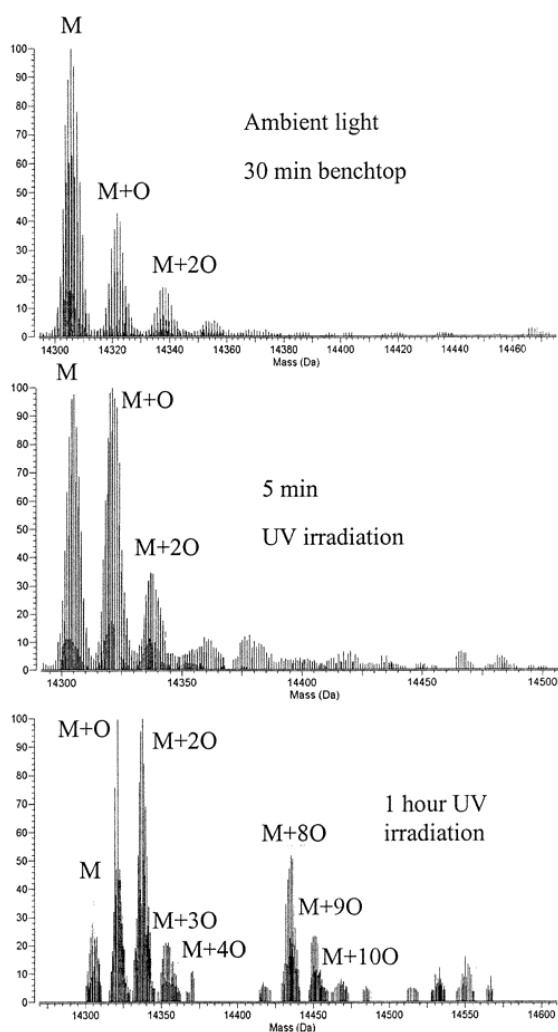 M
100
90
80
70
60
50
40
30
20
10
0
M+O
M+2O
Ambient light
30 min benchtop
14300 14320 14340 14360 14380 14400 14420 14440 14460
Mass (Da)
M
100
90
80
70
60
50
40
30
20
10
0
M+O
M+2O
5 min
UV irradiation
14300 14350 14400 14450 14500
Mass (Da)
M+O
100
90
80
70
60
50
40
30
20
10
0
M
M+2O
M+3O
M+4O
M+8O
M+9O
M+10O
1 hour UV
irradiation
14300 14350 14400 14450 14500 14550 14600
Mass (Da)